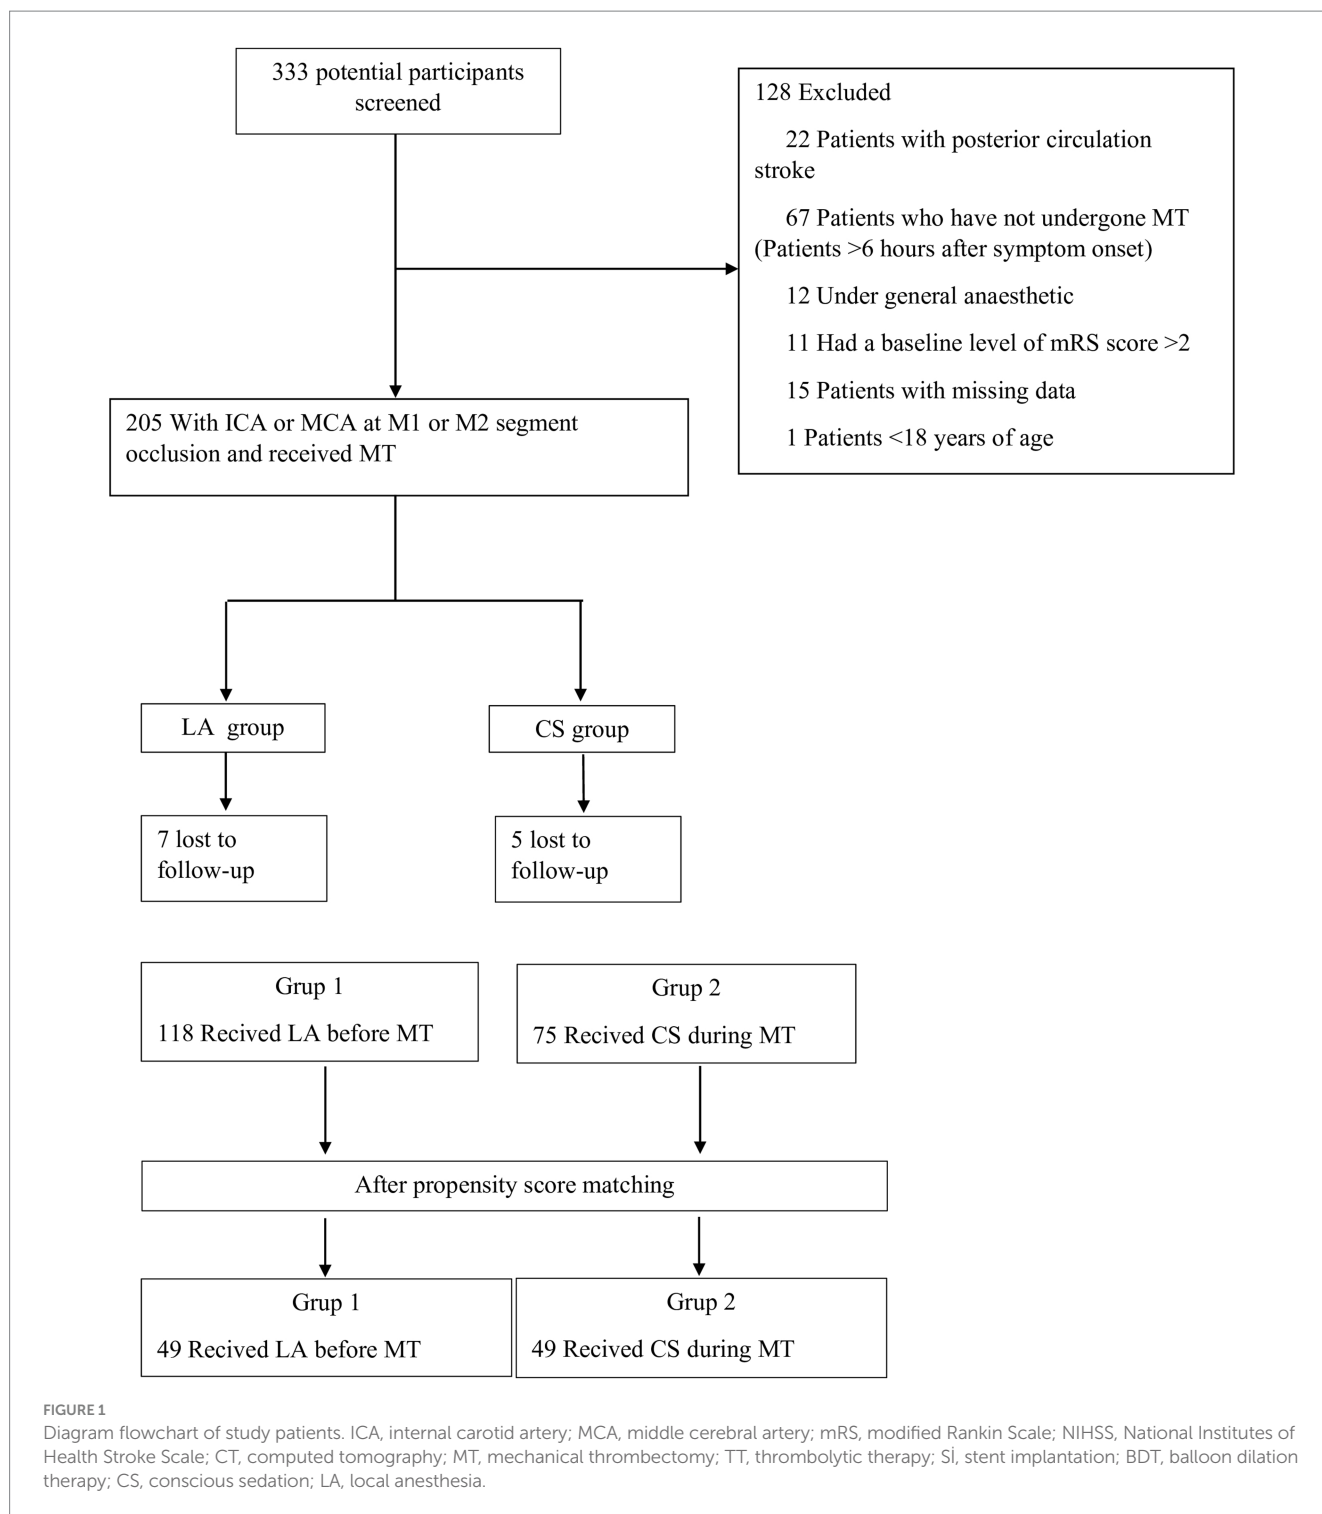 333 potential participants
screened
128 Excluded
22 Patients with posterior circulation
stroke
67 Patients who have not undergone MT
(Patients >6 hours after symptom onset)
12 Under general anaesthetic
11 Had a baseline level of mRS score >2
15 Patients with missing data
1 Patients <18 years of age
205 With ICA or MCA at M1 or M2 segment
occlusion and received MT
LA group
CS group
7 lost to
follow-up
5 lost to
follow-up
Grup 1
118 Recived LA before MT
Grup 2
75 Recived CS during MT
After propensity score matching
Grup 1
49 Recived LA before MT
Grup 2
49 Recived CS during MT
FIGURE 1
Diagram flowchart of study patients. ICA, internal carotid artery; MCA, middle cerebral artery; mRS, modified Rankin Scale; NIHSS, National Institutes of
Health Stroke Scale; CT, computed tomography; MT, mechanical thrombectomy; TT, thrombolytic therapy; Sİ, stent implantation; BDT, balloon dilation
therapy; CS, conscious sedation; LA, local anesthesia.